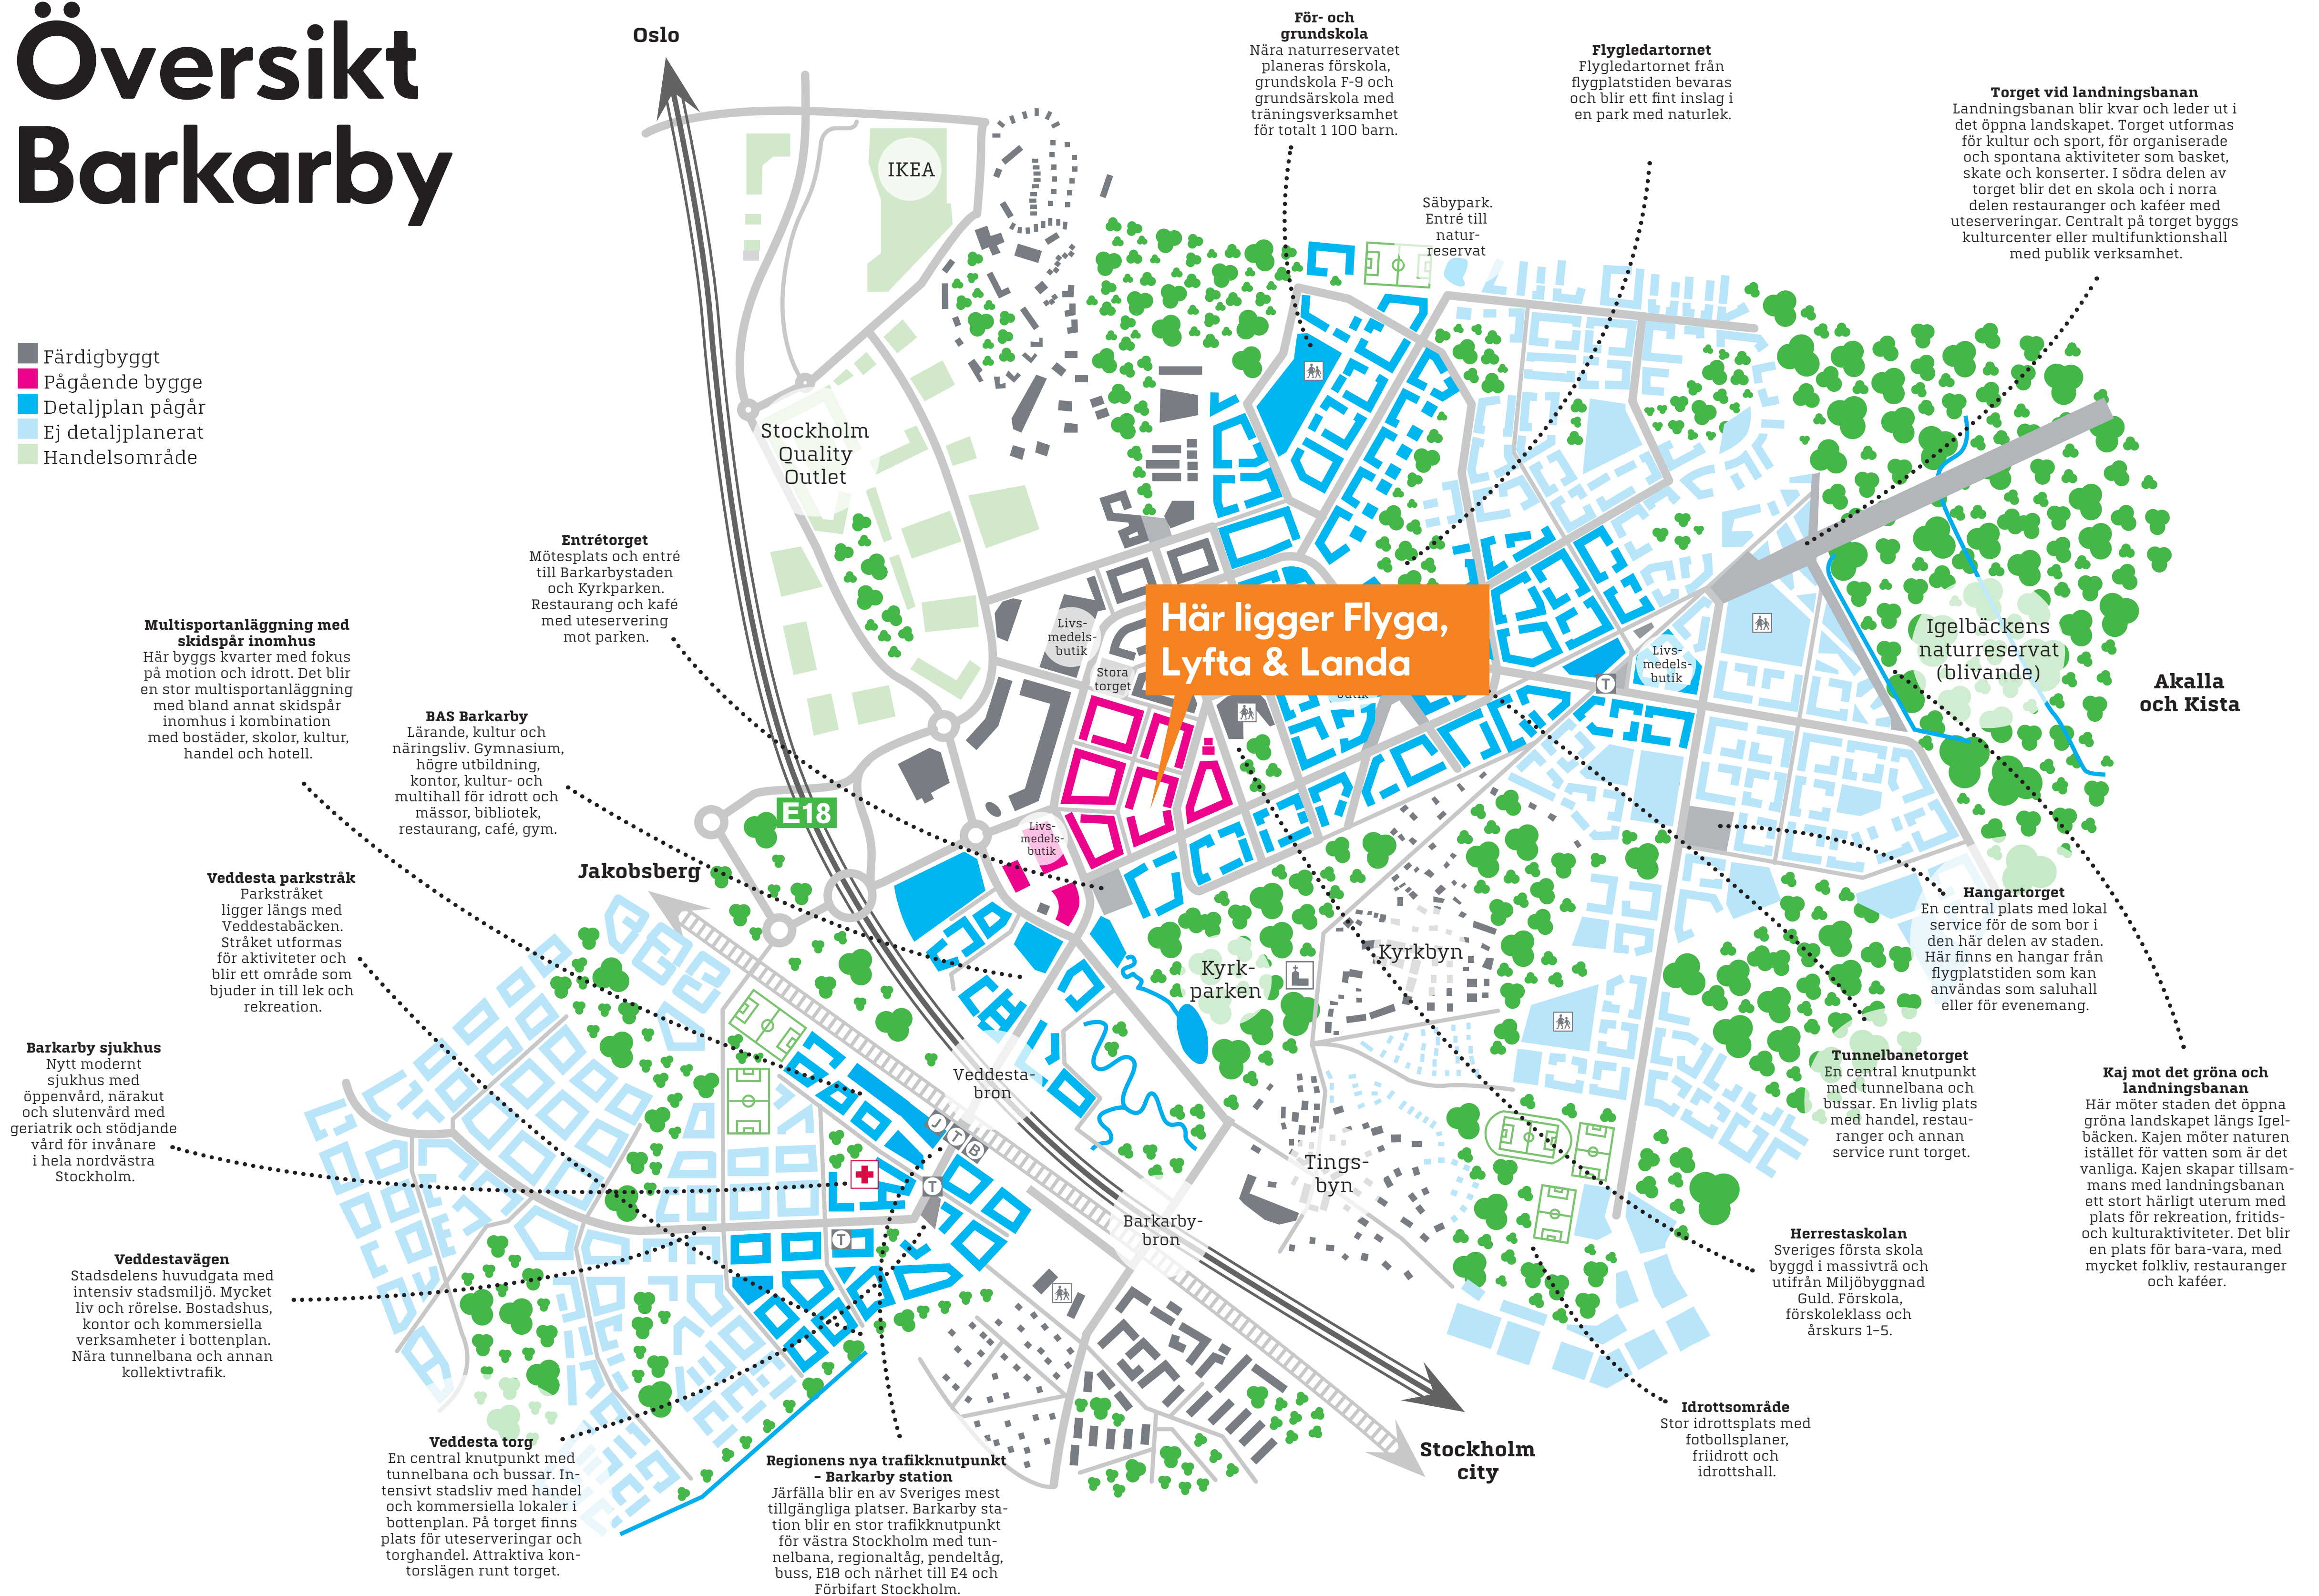 Översikt
Barkarby
Färdigbyggt
Pågående bygge
Detaljplan pågår
Ej detaljplanerat
Handelsområde
Oslo
IKEA
För- och
grundskola
Nära naturreservatet
planeras förskola,
grundskola F-9 och
grundsärskola med
träningsverksamhet
för totalt 1 100 barn.
Flygledartornet
Flygledartornet från
flygplatstiden bevaras
och blir ett fint inslag i
en park med naturlek.
Torget vid landningsbanan
Landningsbanan blir kvar och leder ut i
det öppna landskapet. Torget utformas
för kultur och sport, för organiserade
och spontana aktiviteter som basket,
skate och konserter. I södra delen av
torget blir det en skola och i norra
delen restauranger och kaféer med
uteserveringar. Centralt på torget byggs
kulturcenter eller multifunktionshall
med publik verksamhet.
Säbypark.
Entré till
natur-
reservat
Stockholm
Quality
Outlet
Entrétorget
Mötesplats och entré
till Barkarbystaden
och Kyrkparken.
Restaurang och kafé
med uteservering
mot parken.
Multisportanläggning med
skidspår inomhus
Här byggs kvarter med fokus
på motion och idrott. Det blir
en stor multisportanläggning
med bland annat skidspår
inomhus i kombination
med bostäder, skolor, kultur,
handel och hotell.
BAS Barkarby
Lärande, kultur och
näringsliv. Gymnasium,
högre utbildning,
kontor, kultur- och
multihall för idrott och
mässor, bibliotek,
restaurang, café, gym.
Livs-
medels-
butik
Stora
torget
Här ligger Flyga,
Lyfta & Landa
butik
T
Livs-
medels-
butik
Igelbäckens
naturreservat
(blivande)
Akalla
och Kista
E18
Livs-
medels-
butik
Jakobsberg
Veddesta parkstråk
Parkstråket
ligger längs med
Veddestabäcken.
Stråket utformas
för aktiviteter och
blir ett område som
bjuder in till lek och
rekreation.
Kyrk-
parken
Kyrkbyn
Hangartorget
En central plats med lokal
service för de som bor i
den här delen av staden.
Här finns en hangar från
flygplatstiden som kan
användas som saluhall
eller för evenemang.
Barkarby sjukhus
Nytt modernt
sjukhus med
öppenvård, närakut
och slutenvård med
geriatrik och stödjande
vård för invånare
i hela nordvästra
Stockholm.
Veddesta-
bron
J
T
B
T
T
Tunnelbanetorget
En central knutpunkt
med tunnelbana och
bussar. En livlig plats
med handel, restau-
ranger och annan
service runt torget.
Kaj mot det gröna och
landningsbanan
Här möter staden det öppna
gröna landskapet längs Igel-
bäcken. Kajen möter naturen
istället för vatten som är det
vanliga. Kajen skapar tillsam-
mans med landningsbanan
ett stort härligt uterum med
plats för rekreation, fritids-
och kulturaktiviteter. Det blir
en plats för bara-vara, med
mycket folkliv, restauranger
och kaféer.
Tings-
byn
Barkarby-
bron
Veddestavägen
Stadsdelens huvudgata med
intensiv stadsmiljö. Mycket
liv och rörelse. Bostadshus,
kontor och kommersiella
verksamheter i bottenplan.
Nära tunnelbana och annan
kollektivtrafik.
Herrestaskolan
Sveriges första skola
byggd i massivträ och
utifrån Miljöbyggnad
Guld. Förskola,
förskoleklass och
årskurs 1–5.
Idrottsområde
Stor idrottsplats med
fotbollsplaner,
friidrott och
idrottshall.
Veddesta torg
En central knutpunkt med
tunnelbana och bussar. In-
tensivt stadsliv med handel
och kommersiella lokaler i
bottenplan. På torget finns
plats för uteserveringar och
torghandel. Attraktiva kon-
torslägen runt torget.
Regionens nya trafikknutpunkt
– Barkarby station
Järfälla blir en av Sveriges mest
tillgängliga platser. Barkarby sta-
tion blir en stor trafikknutpunkt
för västra Stockholm med tun-
nelbana, regionaltåg, pendeltåg,
buss, E18 och närhet till E4 och
Förbifart Stockholm.
Stockholm
city